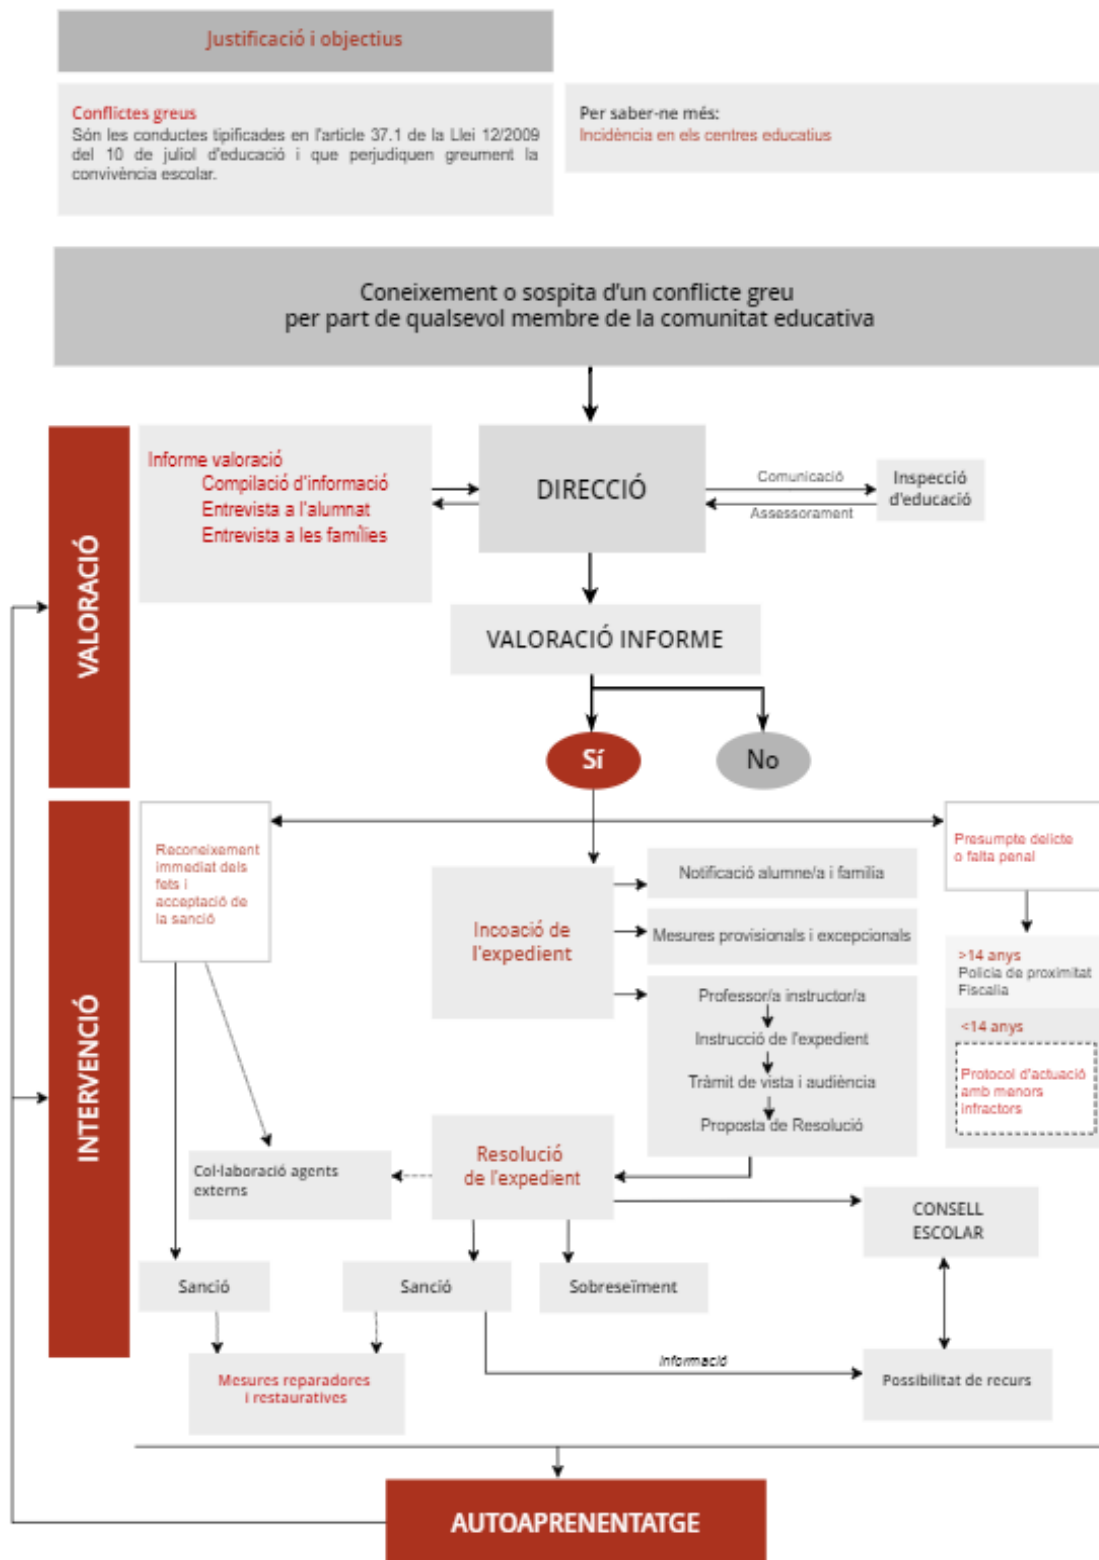 Justificació i objectius
Conflictes greus
Són les conductes tipificades en l'article 37.1 de la Llei 12/2009
del 10 de juliol d'educació i que perjudiquen greument la
convivència escolar.
Per saber-ne més:
Incidència en els centres educatius
Coneixement o sospita d'un conflicte greu
per part de qualsevol membre de la comunitat educativa
VALORACIÓ
Informe valoració
Compilació d'informació
Entrevista a l'alumnat
Entrevista a les famílies
DIRECCIÓ
Comunicació
Assessorament
Inspecció
d'educació
VALORACIÓ INFORME
Sí
No
INTERVENCIÓ
Reconeixement
immediat dels
fets i
acceptació de
la sanció
Incoació de
l'expedient
Notificació alumne/a i família
Mesures provisionals i excepcionals
Professor/a instructor/a
Instrucció de l'expedient
Tràmit de vista i audiència
Proposta de Resolució
Presumpte delicte
o falta penal
>14 anys
Policia de proximitat
Fiscalia
<14 anys
Protocol d'actuació
amb menors
infractors
Col·laboració agents
externs
Resolució
de l'expedient
CONSELL
ESCOLAR
Sanció
Sanció
Sobreseïment
Mesures reparadores
i restauratives
Informació
Possibilitat de recurs
AUTOAPRENENTATGE